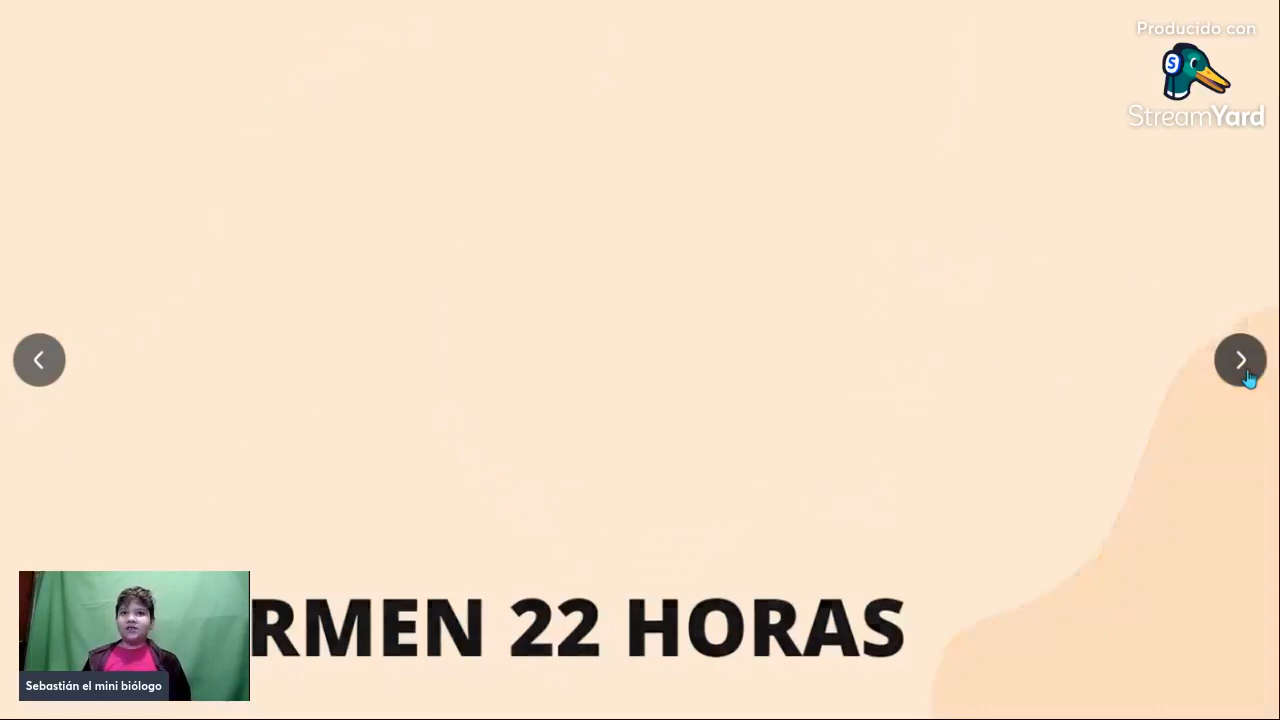 Producido con
StreamYard
RMEN 22 HORAS
Sebastián el mini biólogo